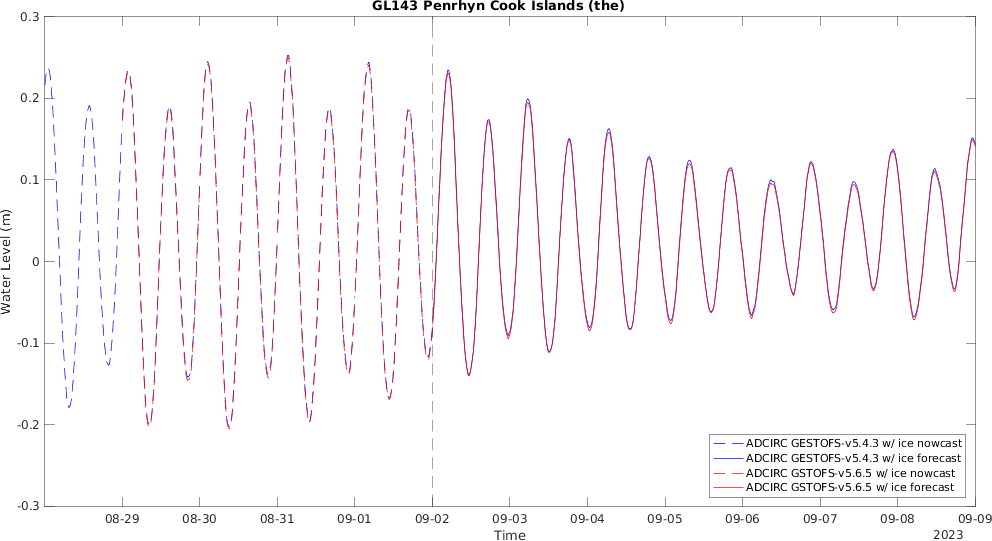 GL143 Penrhyn Cook Islands (the)
0.3
0.2
0.1
0
-0.1
-0.2
-0.3
Water Level (m)
ADCIRC GESTOFS-v5.4.3 w/ ice nowcast
ADCIRC GESTOFS-v5.4.3 w/ ice forecast
ADCIRC GSTOFS-v5.6.5 w/ ice nowcast
ADCIRC GSTOFS-v5.6.5 w/ ice forecast
08-29 08-30 08-31 09-01 09-02 09-03 09-04 09-05 09-06 09-07 09-08 09-09
Time
2023